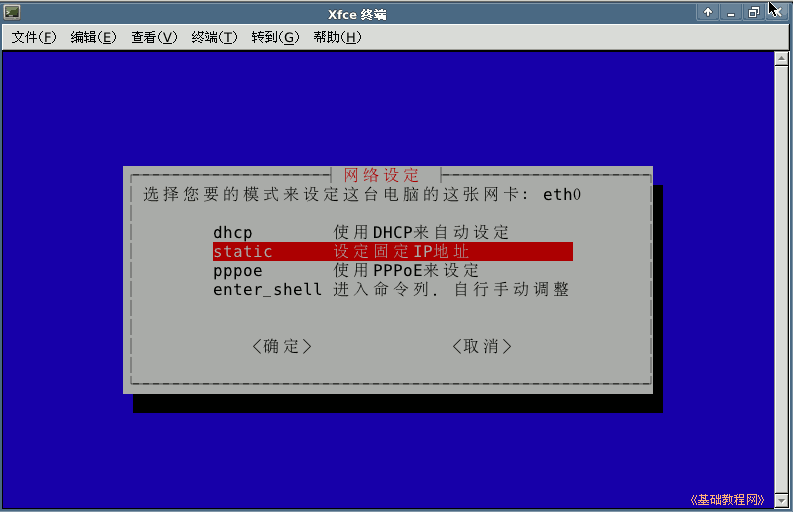 Xfce 终端
文件(F) 编辑(E) 查看(V) 终端(T) 转到(G) 帮助(H)
网络设定
选择您要的模式来设定这台电脑的这张网卡: eth0
dhcp 使用DHCP来自动设定
static 设定固定IP地址
pppoe 使用PPPoE来设定
enter_shell 进入命令列. 自行手动调整
<确定> <取消>
《基础教程网》